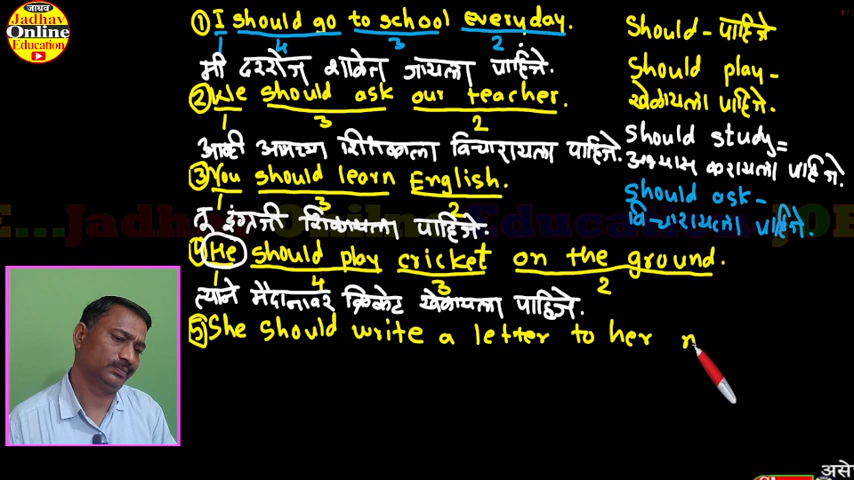 जाधव
Jadhav
Online
Education
① I should go to school everyday.
1 4 3 2
मी दररोज शाळेत जायला पाहिजे.
② We should ask our teacher.
1 3 2
आम्ही आमच्या शिक्षकाला विचारायला पाहिजे.
③ You should learn English.
1 3 2
तू इंग्रजी शिकायला पाहिजे.
④ He should play cricket on the ground.
1 4 3 2
त्याने मैदानावर क्रिकेट खेळायला पाहिजे.
⑤ She should write a letter to her
Should - पाहिजे
Should play -
खेळायला पाहिजे.
Should study =
अभ्यास करायला पाहिजे.
Should ask -
विचारायला पाहिजे.
Jadhav Online Education
असे